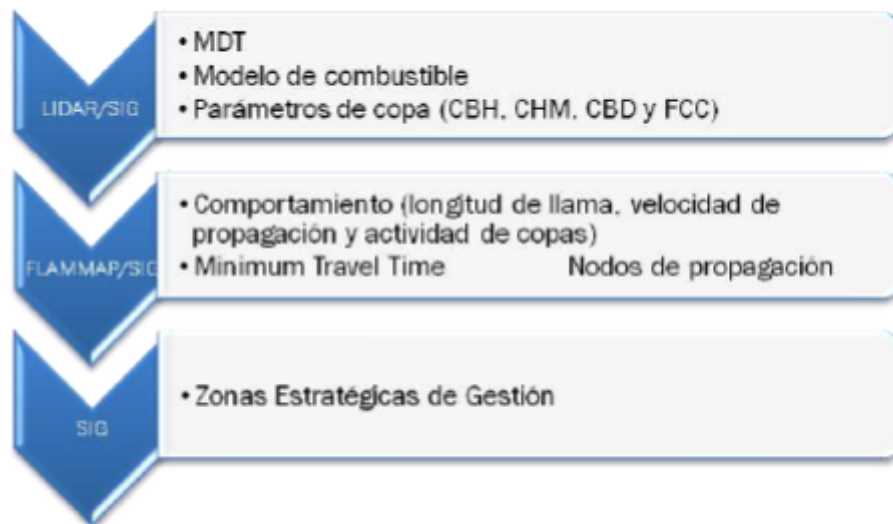 LIDAR/SIG
• MDT
• Modelo de combustible
• Parámetros de copa (CBH, CHM, CBD y FCC)
FLAMMAP/SIG
• Comportamiento (longitud de llama, velocidad de
propagación y actividad de copas)
• Minimum Travel Time Nodos de propagación
SIG
• Zonas Estratégicas de Gestión